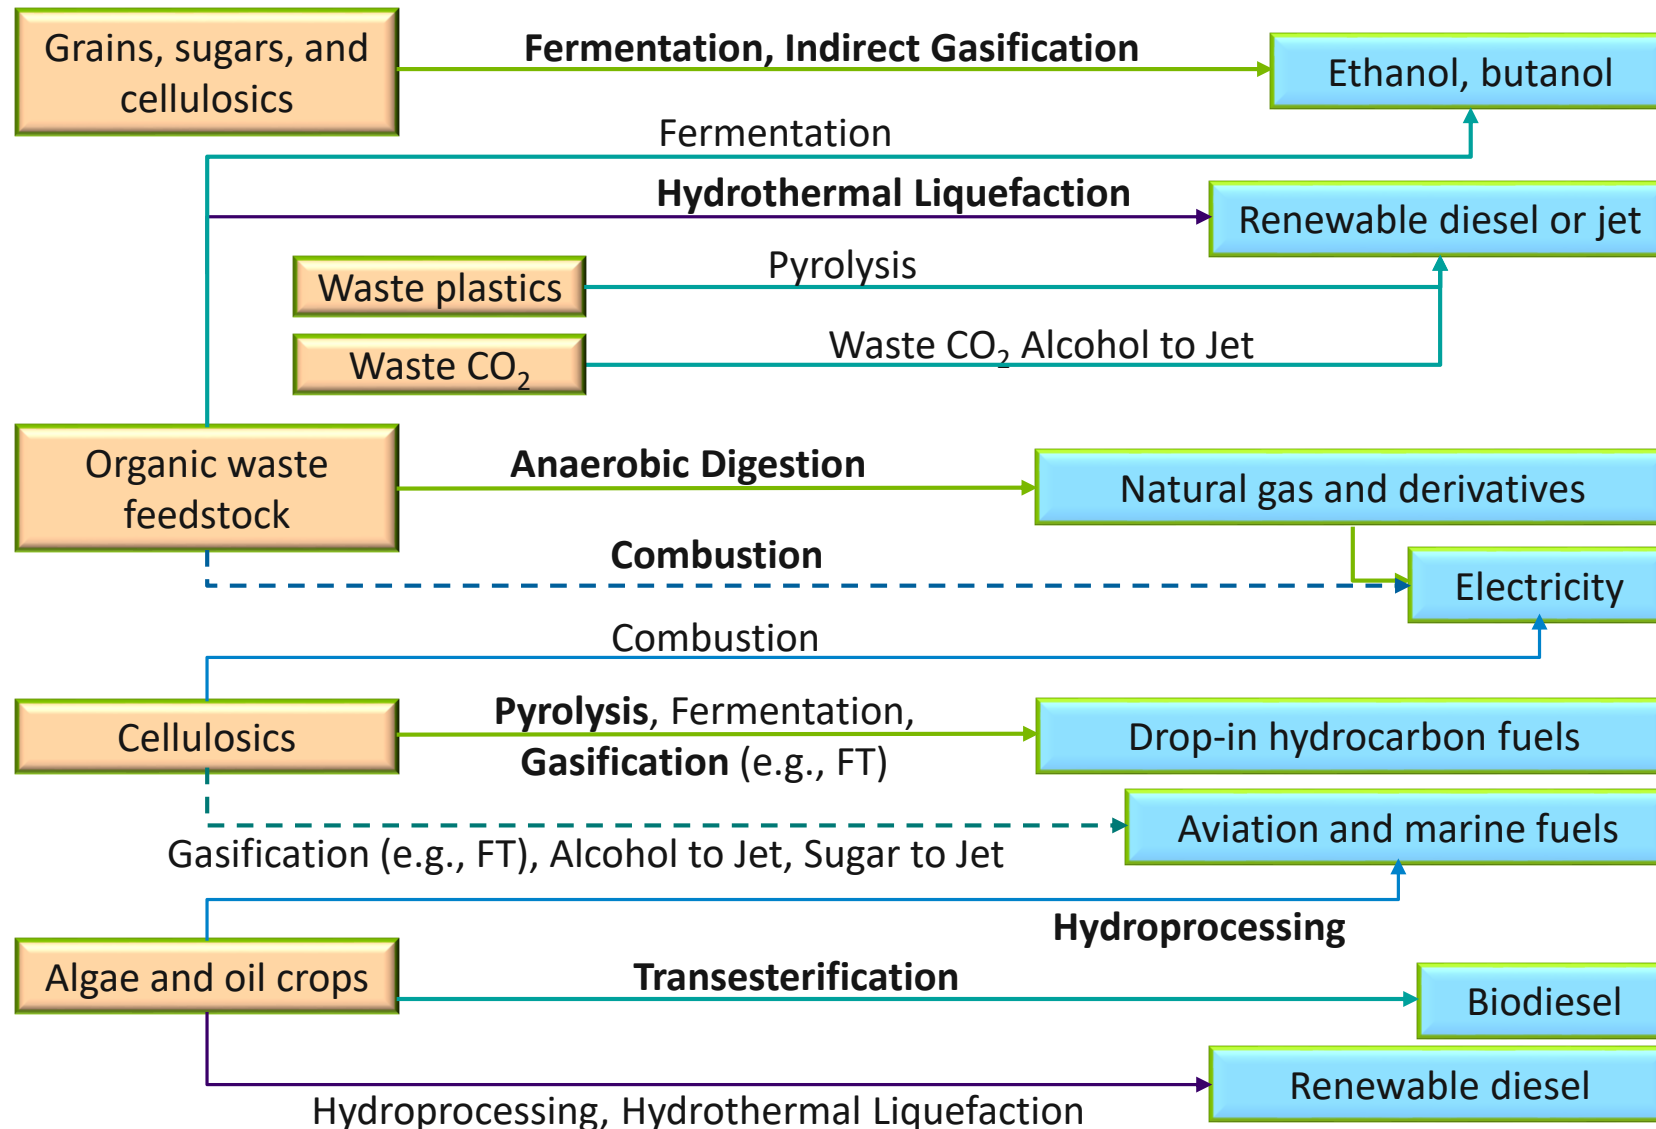 Grains, sugars, and
cellulosics
Fermentation, Indirect Gasification
Ethanol, butanol
Fermentation
Hydrothermal Liquefaction
Renewable diesel or jet
Pyrolysis
Waste plastics
Waste CO₂ Alcohol to Jet
Waste CO₂
Organic waste
feedstock
Anaerobic Digestion
Natural gas and derivatives
Combustion
Electricity
Combustion
Cellulosics
Pyrolysis, Fermentation,
Gasification (e.g., FT)
Drop-in hydrocarbon fuels
Aviation and marine fuels
Gasification (e.g., FT), Alcohol to Jet, Sugar to Jet
Hydroprocessing
Algae and oil crops
Transesterification
Biodiesel
Renewable diesel
Hydroprocessing, Hydrothermal Liquefaction